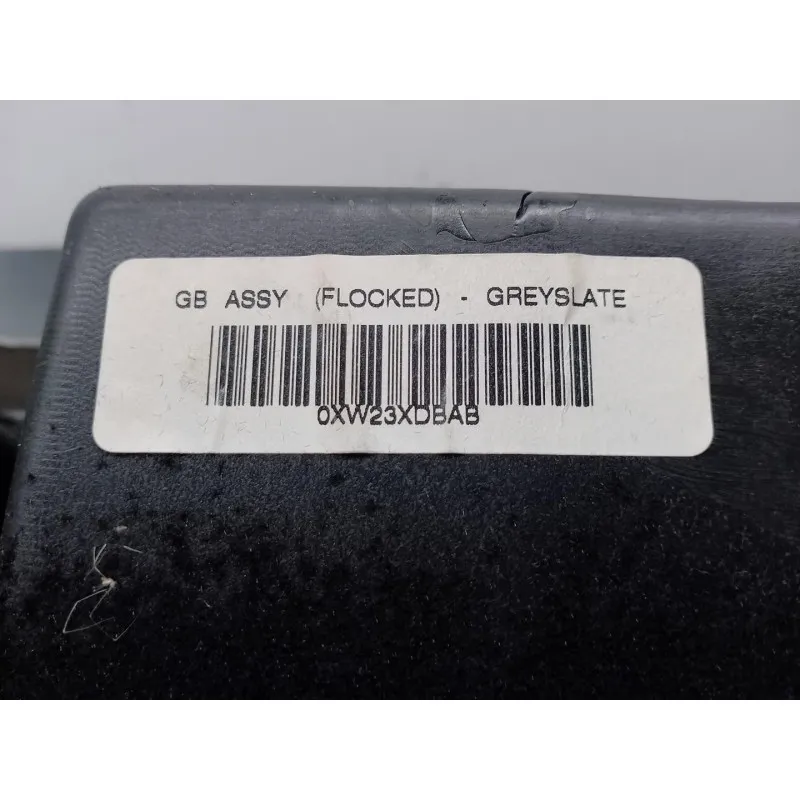 GB ASSY (FLOCKED) - GREYSLATE
0XW23XDBAB